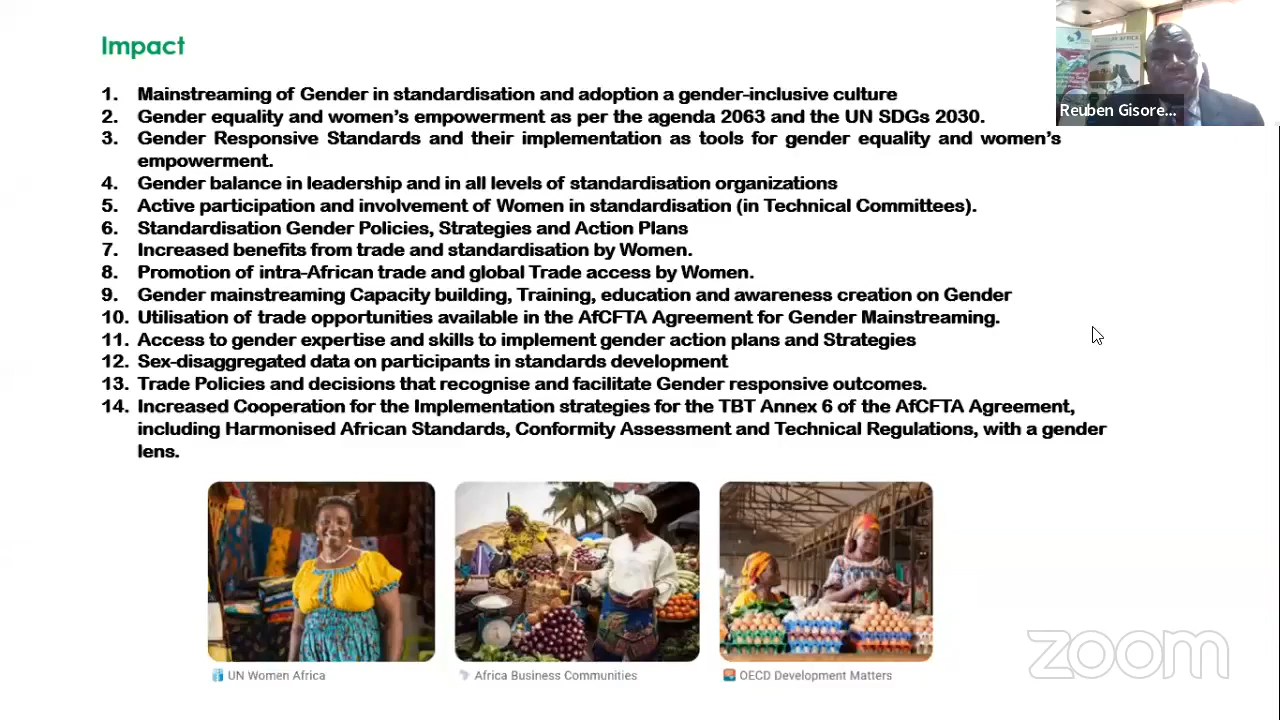 Impact
1. Mainstreaming of Gender in standardisation and adoption a gender-inclusive culture
2. Gender equality and women's empowerment as per the agenda 2063 and the UN SDGs 2030.
3. Gender Responsive Standards and their implementation as tools for gender equality and women's
empowerment.
4. Gender balance in leadership and in all levels of standardisation organizations
5. Active participation and involvement of Women in standardisation (in Technical Committees).
6. Standardisation Gender Policies, Strategies and Action Plans
7. Increased benefits from trade and standardisation by Women.
8. Promotion of intra-African trade and global Trade access by Women.
9. Gender mainstreaming Capacity building, Training, education and awareness creation on Gender
10. Utilisation of trade opportunities available in the AfCFTA Agreement for Gender Mainstreaming.
11. Access to gender expertise and skills to implement gender action plans and Strategies
12. Sex-disaggregated data on participants in standards development
13. Trade Policies and decisions that recognise and facilitate Gender responsive outcomes.
14. Increased Cooperation for the Implementation strategies for the TBT Annex 6 of the AfCFTA Agreement,
including Harmonised African Standards, Conformity Assessment and Technical Regulations, with a gender
lens.
Reuben Gisore...
UN Women Africa
Africa Business Communities
OECD Development Matters
zoom